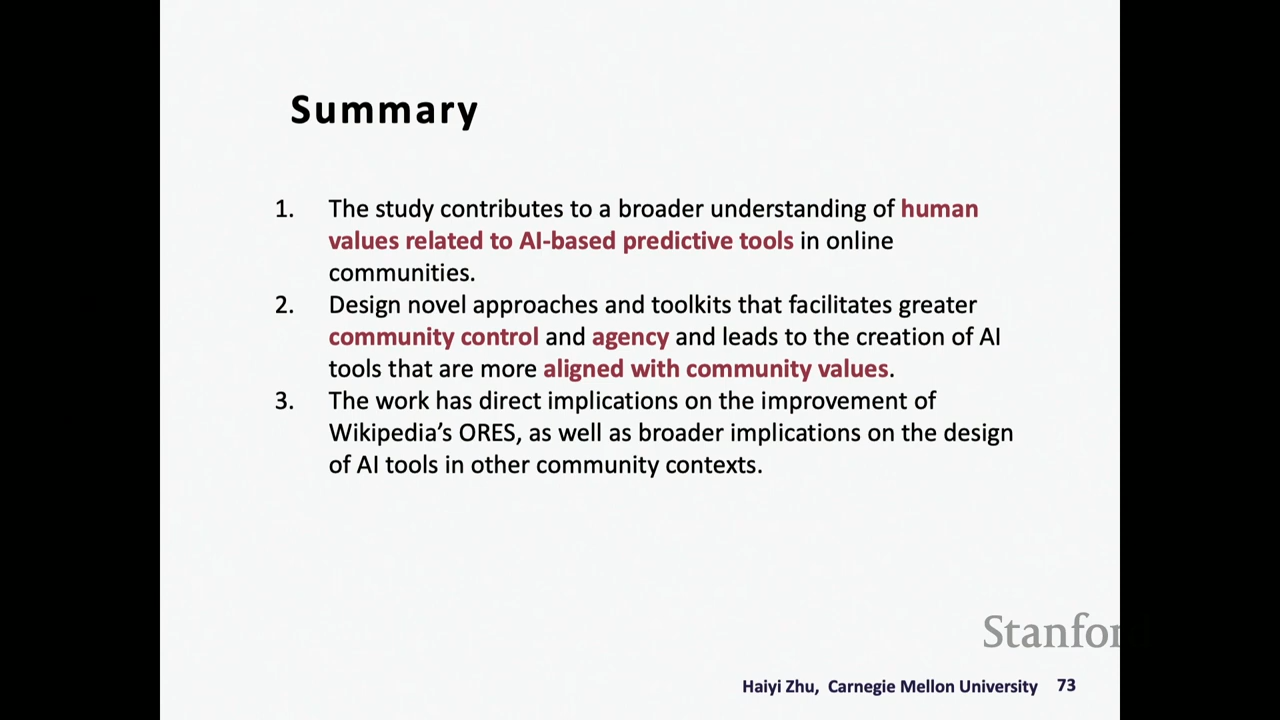 Summary
1. The study contributes to a broader understanding of human
values related to AI-based predictive tools in online
communities.
2. Design novel approaches and toolkits that facilitates greater
community control and agency and leads to the creation of AI
tools that are more aligned with community values.
3. The work has direct implications on the improvement of
Wikipedia’s ORES, as well as broader implications on the design
of AI tools in other community contexts.
Stanfor
Haiyi Zhu, Carnegie Mellon University 73